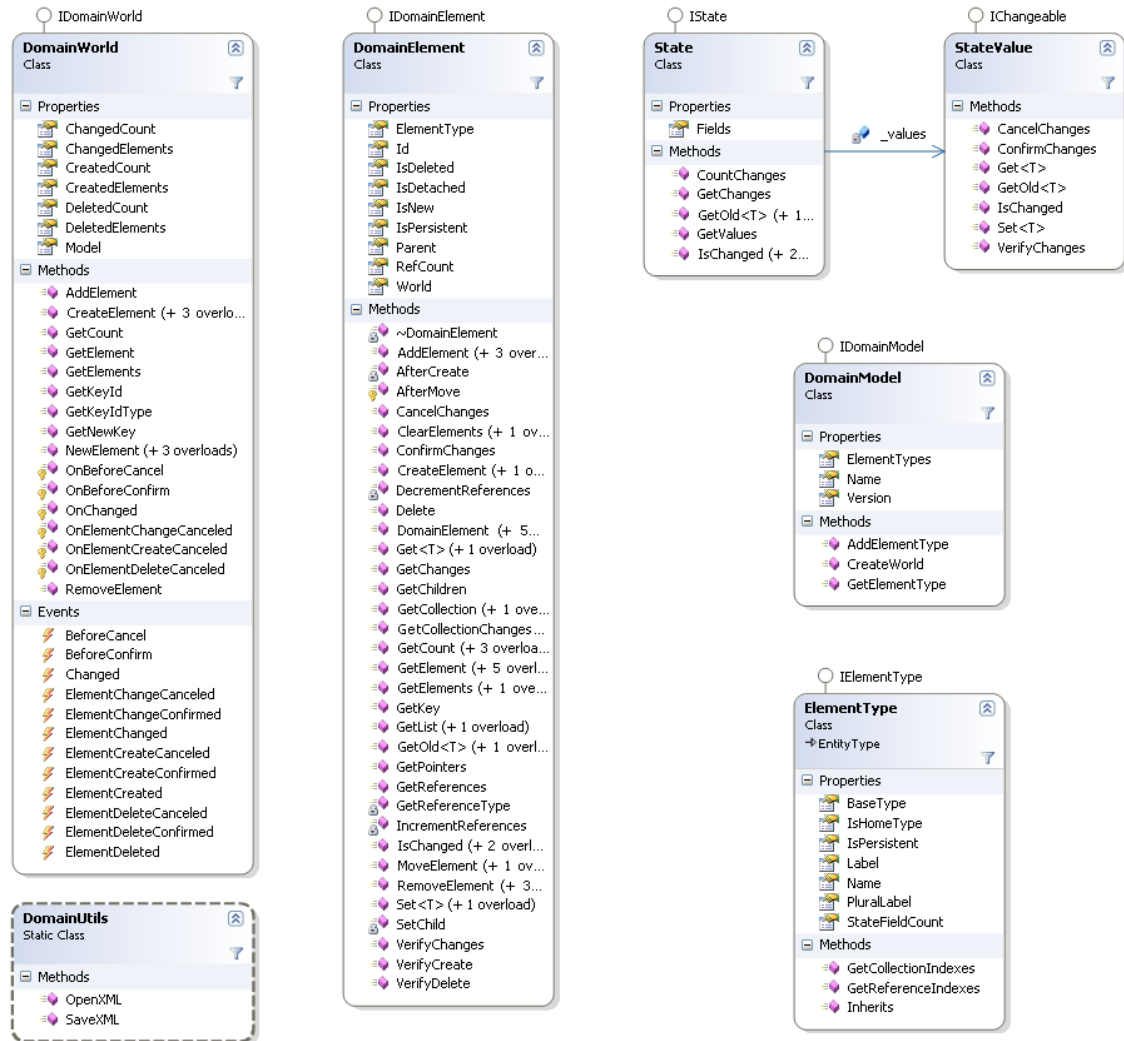 IDomainWorld
DomainWorld
Class
Properties
ChangedCount
ChangedElements
CreatedCount
CreatedElements
DeletedCount
DeletedElements
Model
Methods
AddElement
CreateElement (+ 3 overlo...
GetCount
GetElement
GetElements
GetKeyId
GetKeyIdType
GetNewKey
NewElement (+ 3 overloads)
OnBeforeCancel
OnBeforeConfirm
OnChanged
OnElementChangeCanceled
OnElementCreateCanceled
OnElementDeleteCanceled
RemoveElement
Events
BeforeCancel
BeforeConfirm
Changed
ElementChangeCanceled
ElementChangeConfirmed
ElementChanged
ElementCreateCanceled
ElementCreateConfirmed
ElementCreated
ElementDeleteCanceled
ElementDeleteConfirmed
ElementDeleted
DomainUtils
Static Class
Methods
OpenXML
SaveXML
IDomainElement
DomainElement
Class
Properties
ElementType
Id
IsDeleted
IsDetached
IsNew
IsPersistent
Parent
RefCount
World
Methods
~DomainElement
AddElement (+ 3 over...
AfterCreate
AfterMove
CancelChanges
ClearElements (+ 1 ov...
ConfirmChanges
CreateElement (+ 1 o...
DecrementReferences
Delete
DomainElement (+ 5...
Get<T> (+ 1 overload)
GetChanges
GetChildren
GetCollection (+ 1 ove...
GetCollectionChanges...
GetCount (+ 3 overloa...
GetElement (+ 5 overl...
GetElements (+ 1 ove...
GetKey
GetList (+ 1 overload)
GetOld<T> (+ 1 overl...
GetPointers
GetReferences
GetReferenceType
IncrementReferences
IsChanged (+ 2 overl...
MoveElement (+ 1 ov...
RemoveElement (+ 3...
Set<T> (+ 1 overload)
SetChild
VerifyChanges
VerifyCreate
VerifyDelete
IState
State
Class
Properties
Fields
Methods
CountChanges
GetChanges
GetOld<T> (+ 1...
GetValues
IsChanged (+ 2...
_values
IChangeable
StateValue
Class
Methods
CancelChanges
ConfirmChanges
Get<T>
GetOld<T>
IsChanged
Set<T>
VerifyChanges
IDomainModel
DomainModel
Class
Properties
ElementTypes
Name
Version
Methods
AddElementType
CreateWorld
GetElementType
IElementType
ElementType
Class
EntityType
Properties
BaseType
IsHomeType
IsPersistent
Label
Name
PluralLabel
StateFieldCount
Methods
GetCollectionIndexes
GetReferenceIndexes
Inherits